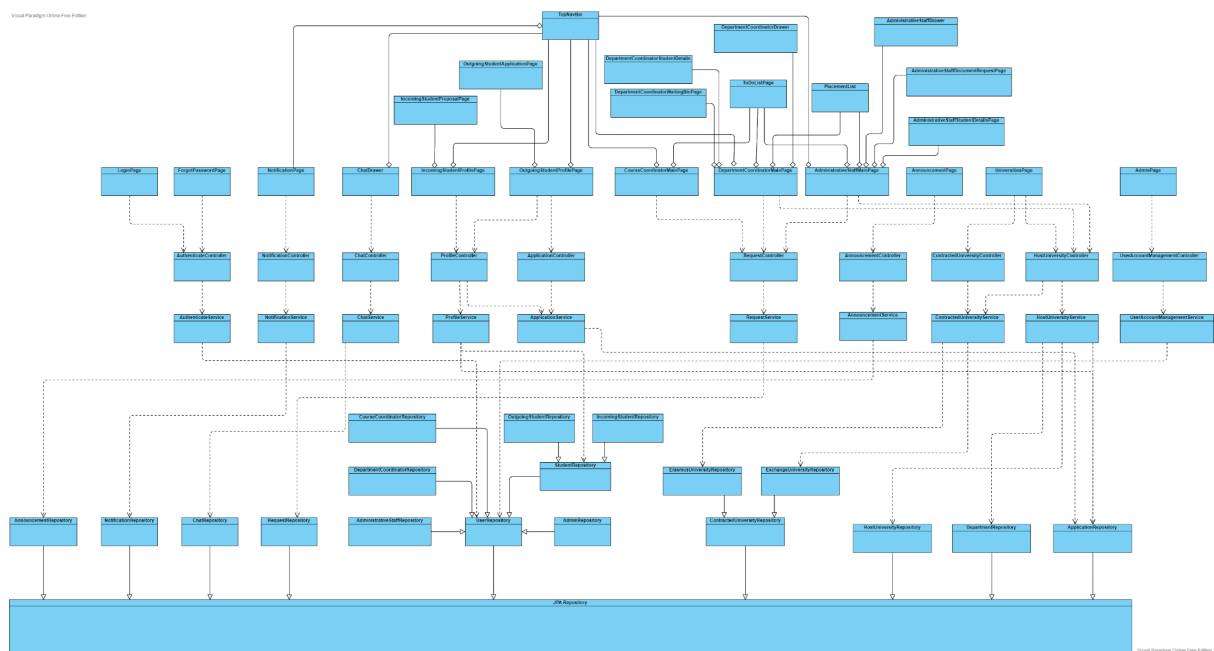 Visual Paradigm Online Free Edition
TopNavBar
AdministrativeStaffDrawer
DepartmentCoordinatorDrawer
DepartmentCoordinatorStudentDetails
OutgoingStudentApplicationPage
AdministrativeStaffDocumentRequestPage
ToDoListPage
PlacementList
DepartmentCoordinatorWaitingBinPage
IncomingStudentProposalPage
AdministrativeStaffStudentDetailsPage
LoginPage
ForgotPasswordPage
NotificationPage
ChatDrawer
IncomingStudentProfilePage
OutgoingStudentProfilePage
CourseCoordinatorMainPage
DepartmentCoordinatorMainPage
AdministrativeStaffMainPage
AnnouncementPage
UniversitiesPage
AdminPage
AuthenticateController
NotificationController
ChatController
ProfileController
ApplicationController
RequestController
AnnouncementController
ContractedUniversityController
HostUniversityController
UserAccountManagementController
AuthenticateService
NotificationService
ChatService
ProfileService
ApplicationService
RequestService
AnnouncementService
ContractedUniversityService
HostUniversityService
UserAccountManagementService
CourseCoordinatorRepository
OutgoingStudentRepository
IncomingStudentRepository
StudentRepository
DepartmentCoordinatorRepository
ErasmusUniversityRepository
ExchangeUniversityRepository
AnnouncementRepository
NotificationRepository
ChatRepository
RequestRepository
AdministrativeStaffRepository
UserRepository
AdminRepository
ContractedUniversityRepository
HostUniversityRepository
DepartmentRepository
ApplicationRepository
JPA Repository
Visual Paradigm Online Free Edition